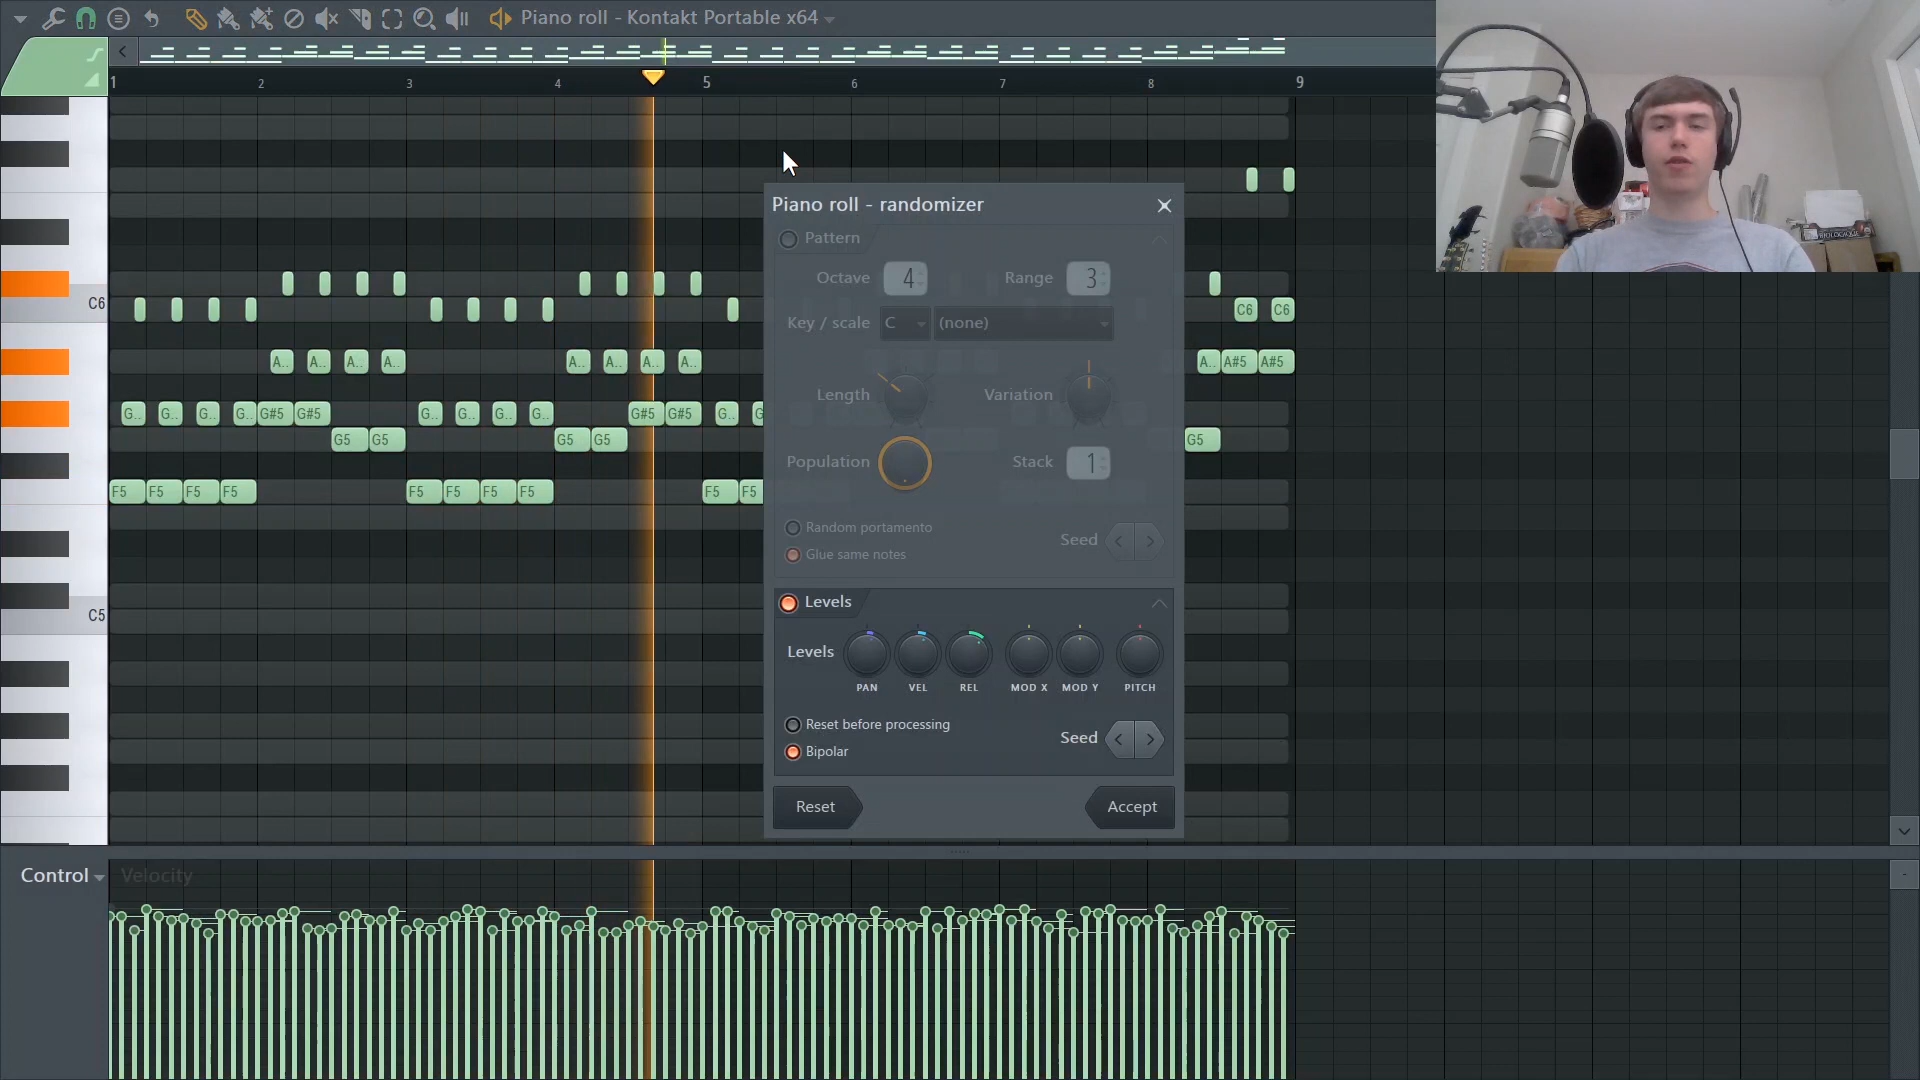 Piano roll - Kontakt Portable x64
1 2 3 4 5 6 7 8 9
Piano roll - randomizer
Pattern
Octave 4 Range 3
C6 C6 C6
Key / scale C (none)
A.. A.. A.. A.. A.. A.. A.. A.. A.. A#5 A#5
Length Variation
G.. G.. G.. G.. G#5 G#5 G.. G.. G.. G.. G#5 G#5 G.. G
G5 G5 G5 G5 G5
Population Stack 1
F5 F5 F5 F5 F5 F5 F5 F5 F5 F5
Random portamento
Seed
Glue same notes
Levels
C5
Levels
PAN VEL REL MOD X MOD Y PITCH
Reset before processing
Seed
Bipolar
Reset Accept
Control Velocity
BIOLOGIQUE